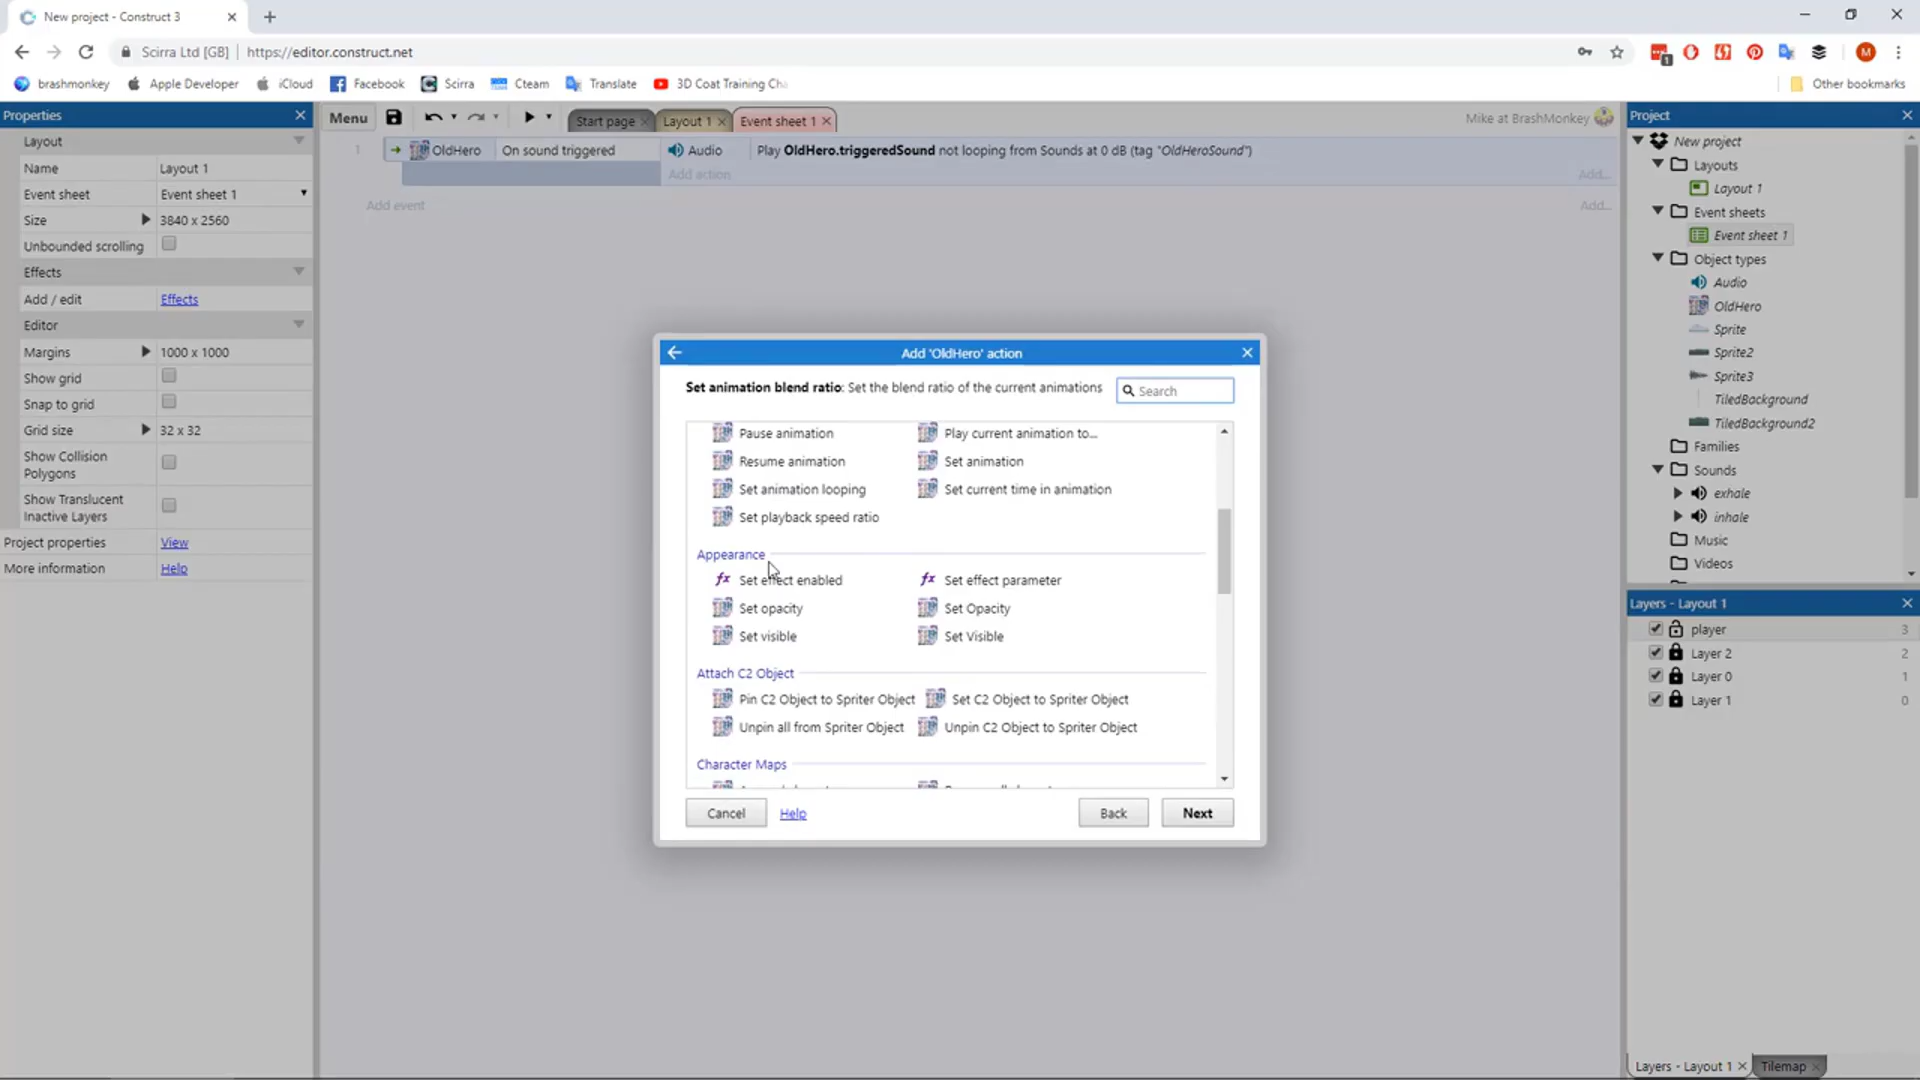 New project - Construct 3
Scirra Ltd [GB] https://editor.construct.net
M
brashmonkey Apple Developer iCloud Facebook Scirra Cteam Translate 3D Coat Training Cha Other bookmarks
Properties
Layout
Name Layout 1
Event sheet Event sheet 1
Size 3840 x 2560
Unbounded scrolling
Effects
Add / edit Effects
Editor
Margins 1000 x 1000
Show grid
Snap to grid
Grid size 32 x 32
Show Collision
Polygons
Show Translucent
Inactive Layers
Project properties View
More information Help
Menu Start page Layout 1 Event sheet 1 Mike at BrashMonkey
1 OldHero On sound triggered Audio Play OldHero.triggeredSound not looping from Sounds at 0 dB (tag "OldHeroSound")
Add action Add...
Add event Add...
Add 'OldHero' action
Set animation blend ratio: Set the blend ratio of the current animations Search
Pause animation Play current animation to...
Resume animation Set animation
Set animation looping Set current time in animation
Set playback speed ratio
Appearance
fx Set effect enabled fx Set effect parameter
Set opacity Set Opacity
Set visible Set Visible
Attach C2 Object
Pin C2 Object to Spriter Object Set C2 Object to Spriter Object
Unpin all from Spriter Object Unpin C2 Object to Spriter Object
Character Maps
Cancel Help Back Next
Project
New project
Layouts
Layout 1
Event sheets
Event sheet 1
Object types
Audio
OldHero
Sprite
Sprite2
Sprite3
TiledBackground
TiledBackground2
Families
Sounds
exhale
inhale
Music
Videos
Layers - Layout 1
player 3
Layer 2 2
Layer 0 1
Layer 1 0
Layers - Layout 1 Tilemap